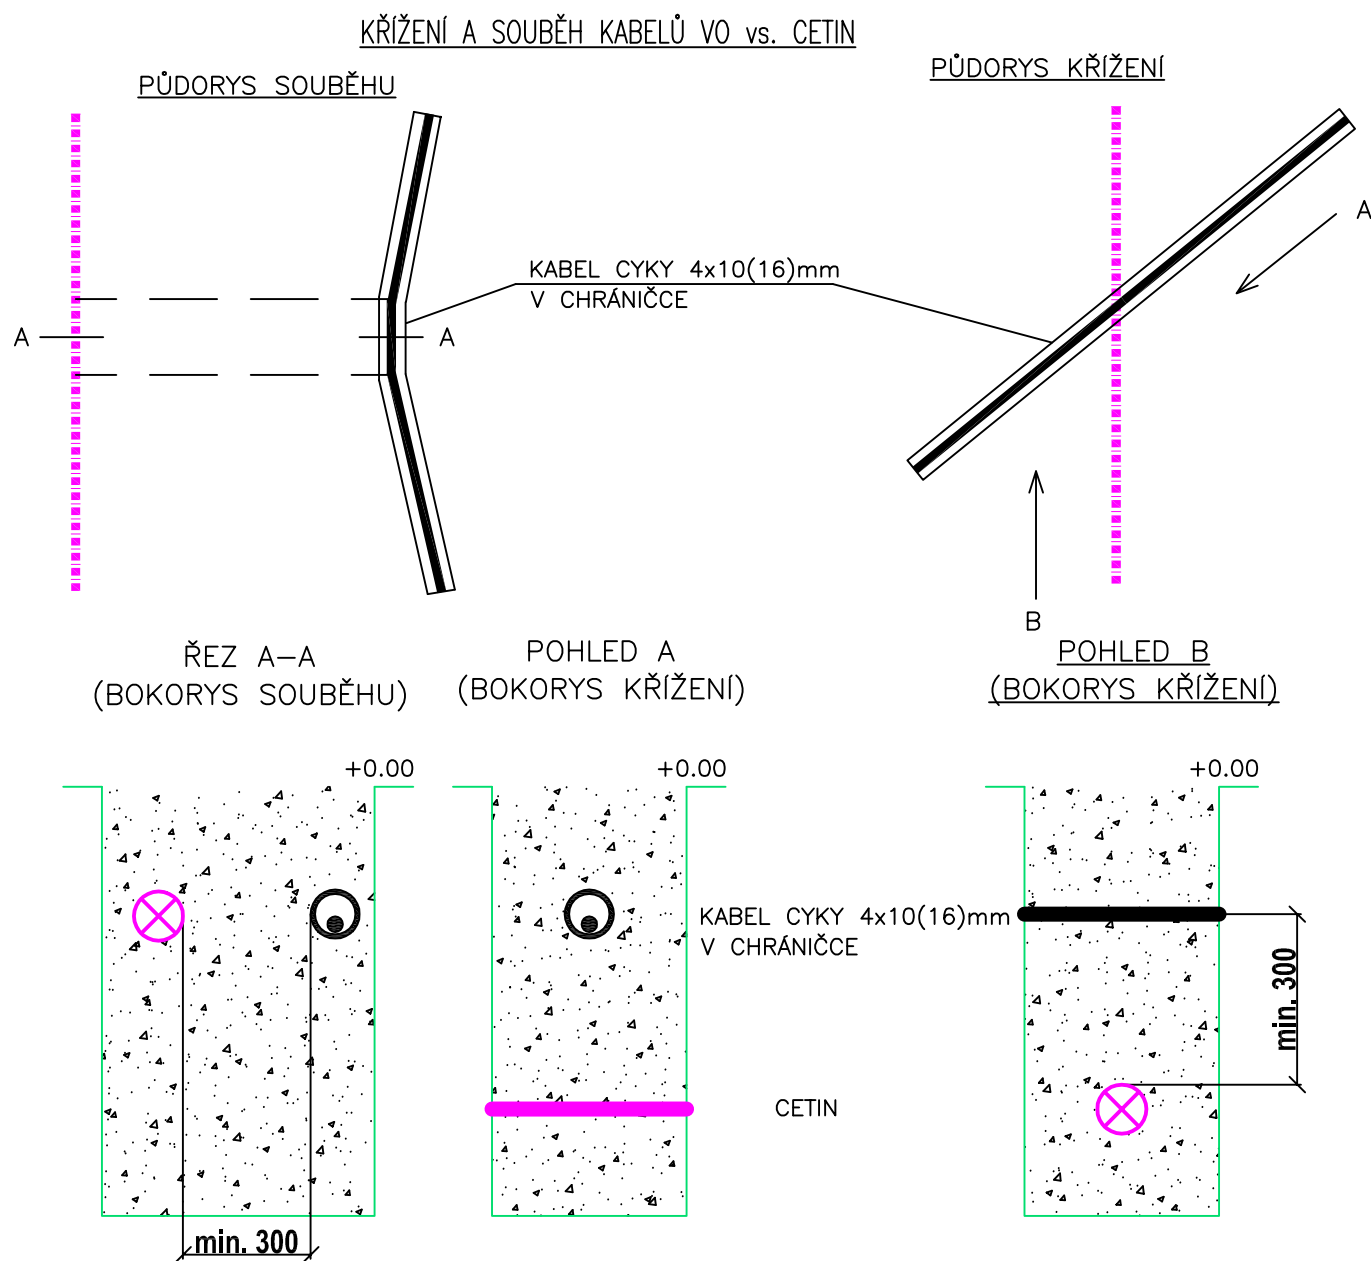 KŘÍŽENÍ A SOUBĚH KABELŮ VO vs. CETIN
PŮDORYS SOUBĚHU
PŮDORYS KŘÍŽENÍ
A
KABEL CYKY 4x10(16)mm
V CHRÁNIČCE
A
A
B
ŘEZ A-A
(BOKORYS SOUBĚHU)
POHLED A
(BOKORYS KŘÍŽENÍ)
POHLED B
(BOKORYS KŘÍŽENÍ)
+0.00
+0.00
+0.00
KABEL CYKY 4x10(16)mm
V CHRÁNIČCE
min. 300
CETIN
min. 300